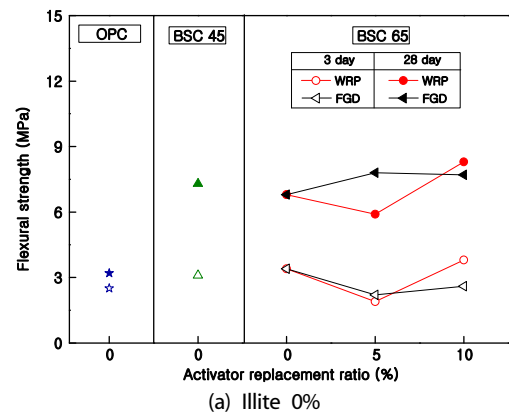 OPC
BSC 45
BSC 65
3 day
28 day
WRP
WRP
FGD
FGD
15
12
9
6
3
0
Flexural strength (MPa)
0
0
0
5
10
Activator replacement ratio (%)
(a) Illite 0%